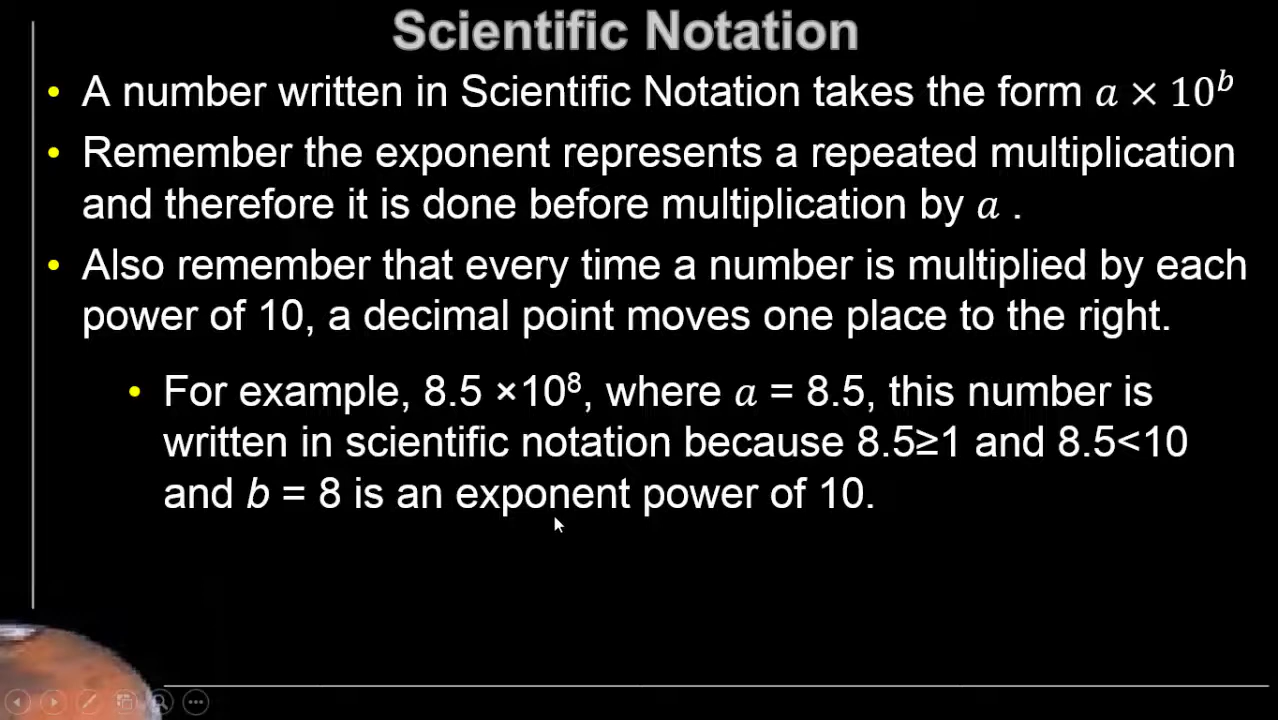 Scientific Notation
• A number written in Scientific Notation takes the form 𝑎 × 10ᵇ
• Remember the exponent represents a repeated multiplication
and therefore it is done before multiplication by 𝑎 .
• Also remember that every time a number is multiplied by each
power of 10, a decimal point moves one place to the right.
• For example, 8.5 ×10⁸, where 𝑎 = 8.5, this number is
written in scientific notation because 8.5≥1 and 8.5<10
and b = 8 is an exponent power of 10.